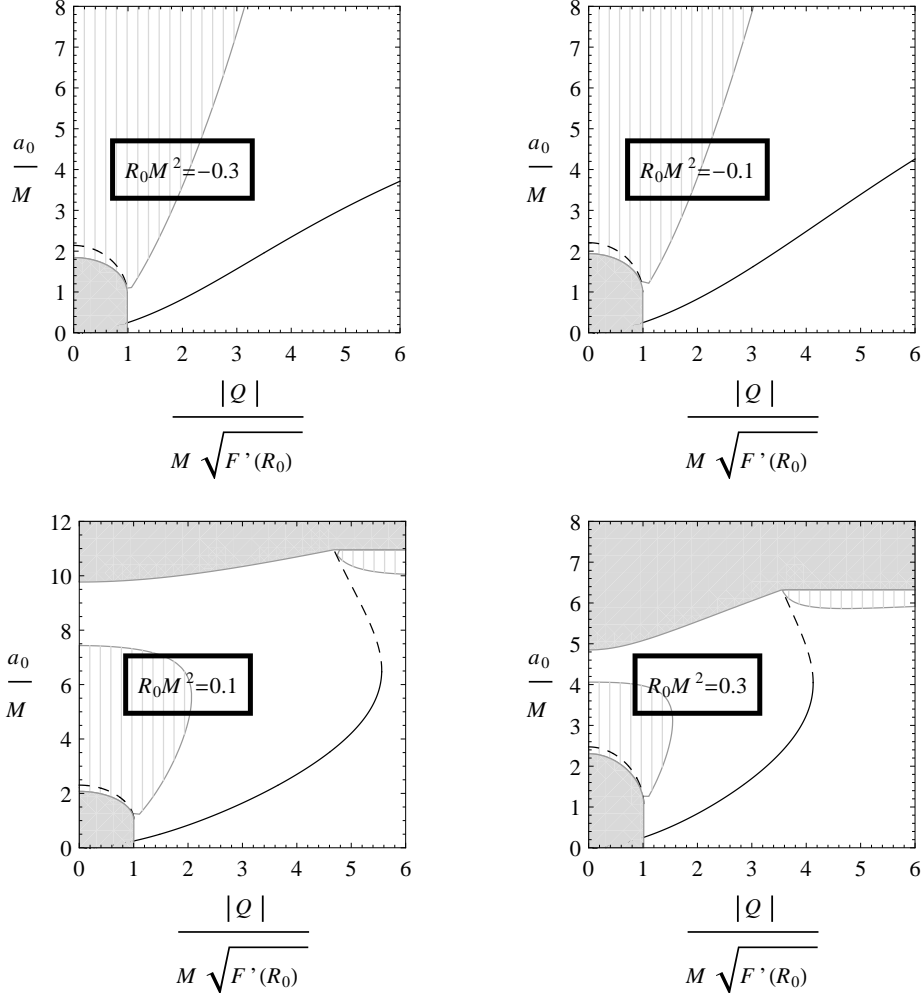 8
7
6
5
4
3
2
1
0
a0
M
R0M²=−0.3
0 1 2 3 4 5 6
|Q|
M √F’(R0)
8
7
6
5
4
3
2
1
0
a0
M
R0M²=−0.1
0 1 2 3 4 5 6
|Q|
M √F’(R0)
12
10
8
6
4
2
0
a0
M
R0M²=0.1
0 1 2 3 4 5 6
|Q|
M √F’(R0)
8
7
6
5
4
3
2
1
0
a0
M
R0M²=0.3
0 1 2 3 4 5 6
|Q|
M √F’(R0)